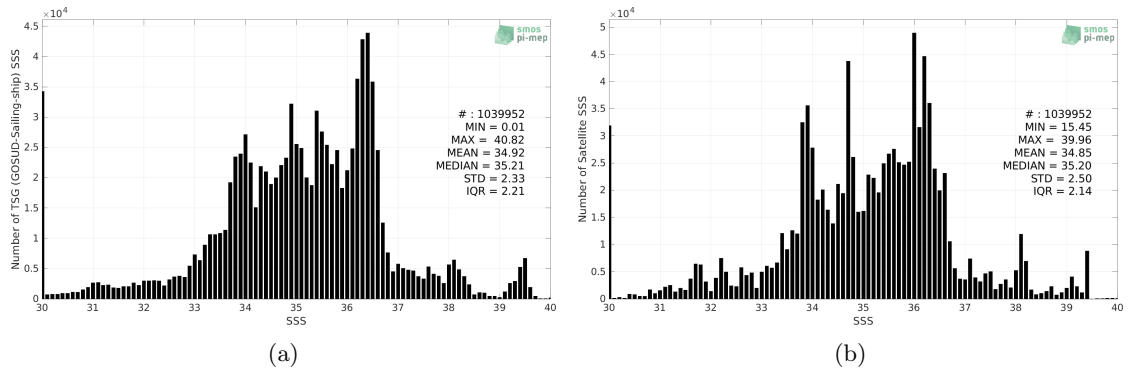 ×10⁴
smos
pi-mep
4.5
4
3.5
3
2.5
2
1.5
1
0.5
0
Number of TSG (GOSUD-Sailing-ship) SSS
# : 1039952
MIN = 0.01
MAX = 40.82
MEAN = 34.92
MEDIAN = 35.21
STD = 2.33
IQR = 2.21
30 31 32 33 34 35 36 37 38 39 40
SSS
(a)
×10⁴
smos
pi-mep
5
4.5
4
3.5
3
2.5
2
1.5
1
0.5
0
Number of Satellite SSS
# : 1039952
MIN = 15.45
MAX = 39.96
MEAN = 34.85
MEDIAN = 35.20
STD = 2.50
IQR = 2.14
30 31 32 33 34 35 36 37 38 39 40
SSS
(b)